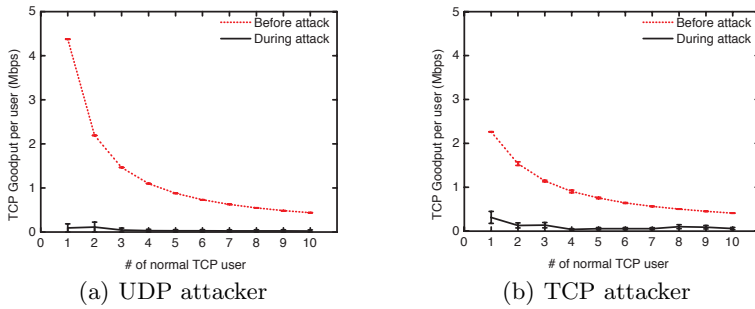 5
4
3
2
1
0
TCP Goodput per user (Mbps)
Before attack
During attack
0 1 2 3 4 5 6 7 8 9 10
# of normal TCP user
(a) UDP attacker
5
4
3
2
1
0
TCP Goodput per user (Mbps)
Before attack
During attack
0 1 2 3 4 5 6 7 8 9 10
# of normal TCP user
(b) TCP attacker